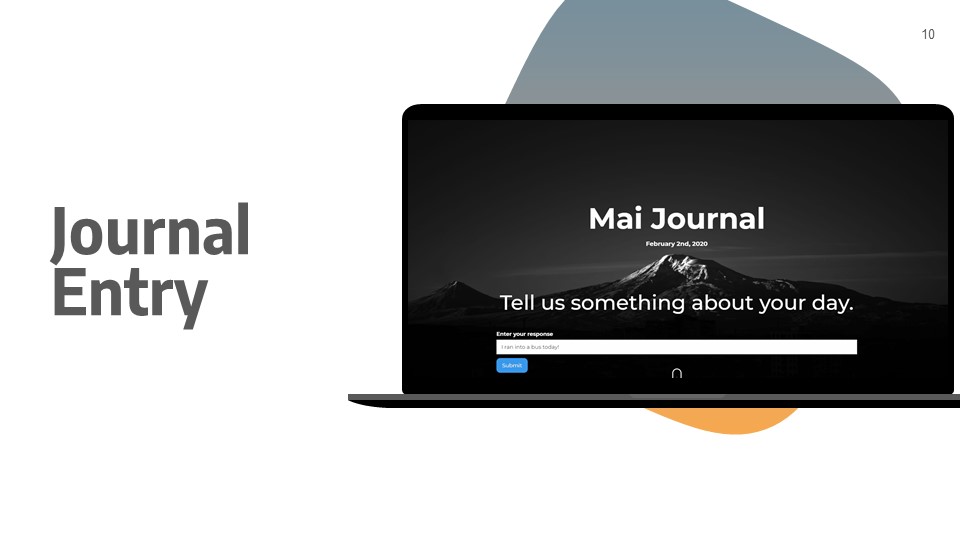 10
Journal
Entry
Mai Journal
February 2nd, 2020
Tell us something about your day.
Enter your response
I ran into a bus today!
Submit